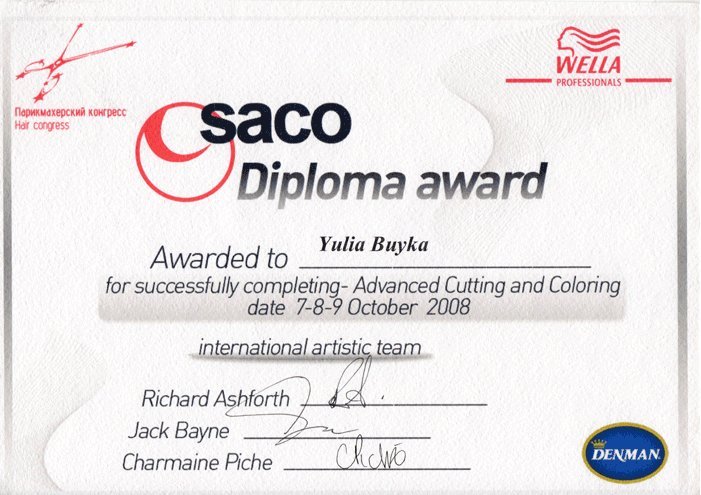 Парикмахерский конгресс
Hair congress
WELLA
PROFESSIONALS
saco
Diploma award
Awarded to Yulia Buyka
for successfully completing- Advanced Cutting and Coloring
date 7-8-9 October 2008
international artistic team
Richard Ashforth
Jack Bayne
Charmaine Piche
DENMAN